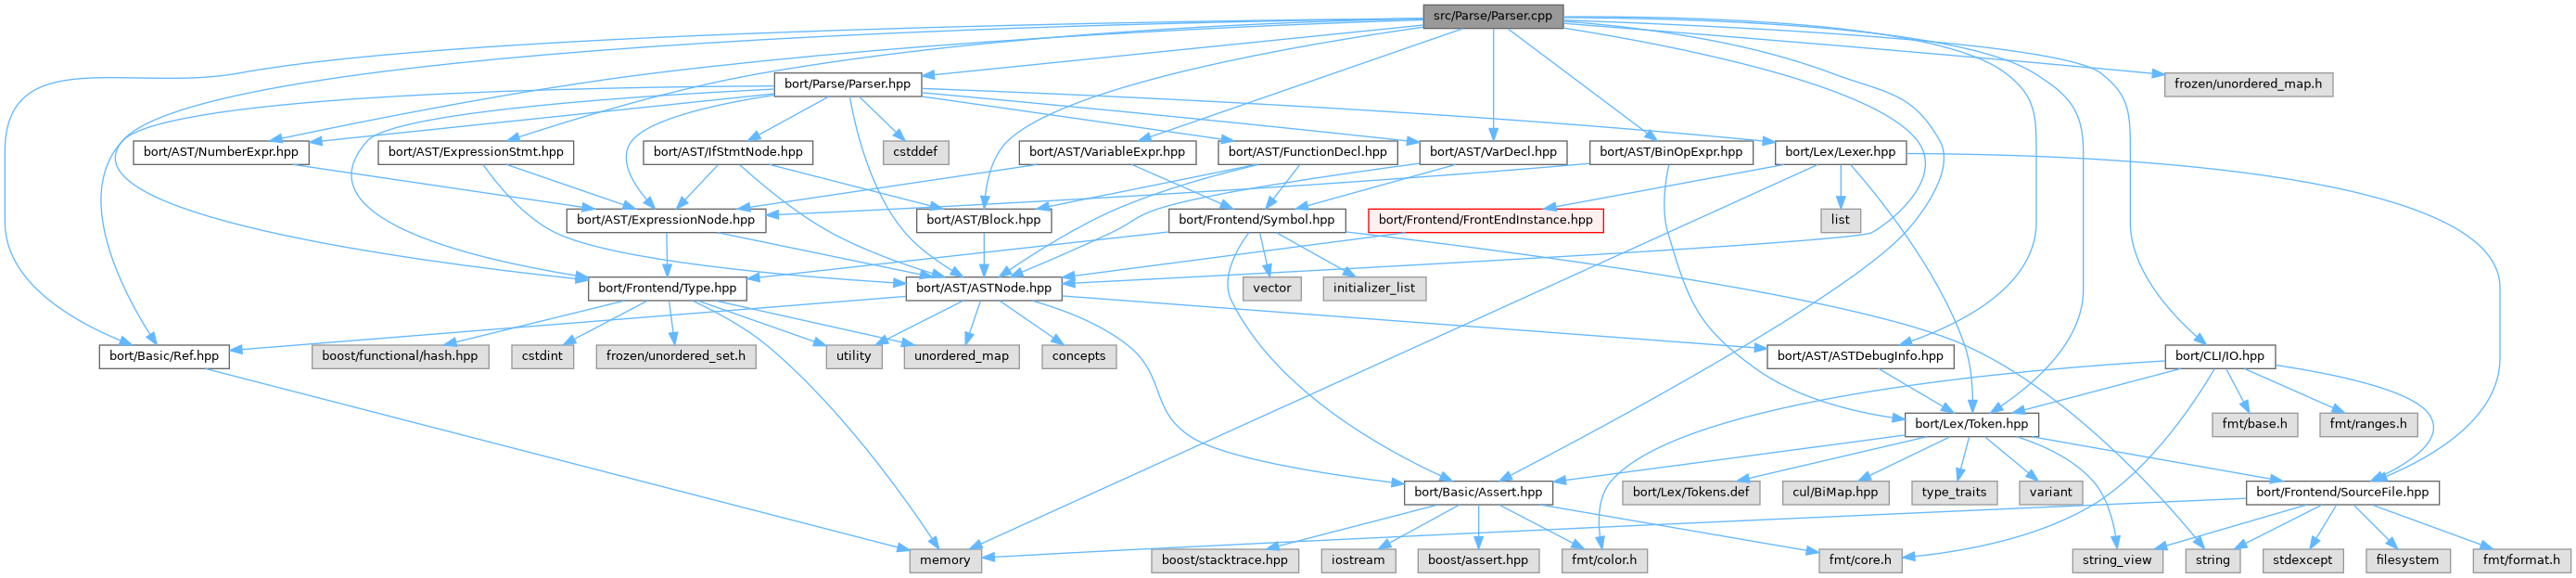 src/Parse/Parser.cpp
bort/Parse/Parser.hpp
frozen/unordered_map.h
bort/AST/NumberExpr.hpp
bort/AST/ExpressionStmt.hpp
bort/AST/IfStmtNode.hpp
cstddef
bort/AST/VariableExpr.hpp
bort/AST/FunctionDecl.hpp
bort/AST/VarDecl.hpp
bort/AST/BinOpExpr.hpp
bort/Lex/Lexer.hpp
bort/AST/ExpressionNode.hpp
bort/AST/Block.hpp
bort/Frontend/Symbol.hpp
bort/Frontend/FrontEndInstance.hpp
list
bort/Frontend/Type.hpp
bort/AST/ASTNode.hpp
vector
initializer_list
bort/Basic/Ref.hpp
boost/functional/hash.hpp
cstdint
frozen/unordered_set.h
utility
unordered_map
concepts
bort/AST/ASTDebugInfo.hpp
bort/CLI/IO.hpp
bort/Lex/Token.hpp
fmt/base.h
fmt/ranges.h
bort/Basic/Assert.hpp
bort/Lex/Tokens.def
cul/BiMap.hpp
type_traits
variant
bort/Frontend/SourceFile.hpp
memory
boost/stacktrace.hpp
iostream
boost/assert.hpp
fmt/color.h
fmt/core.h
string_view
string
stdexcept
filesystem
fmt/format.h